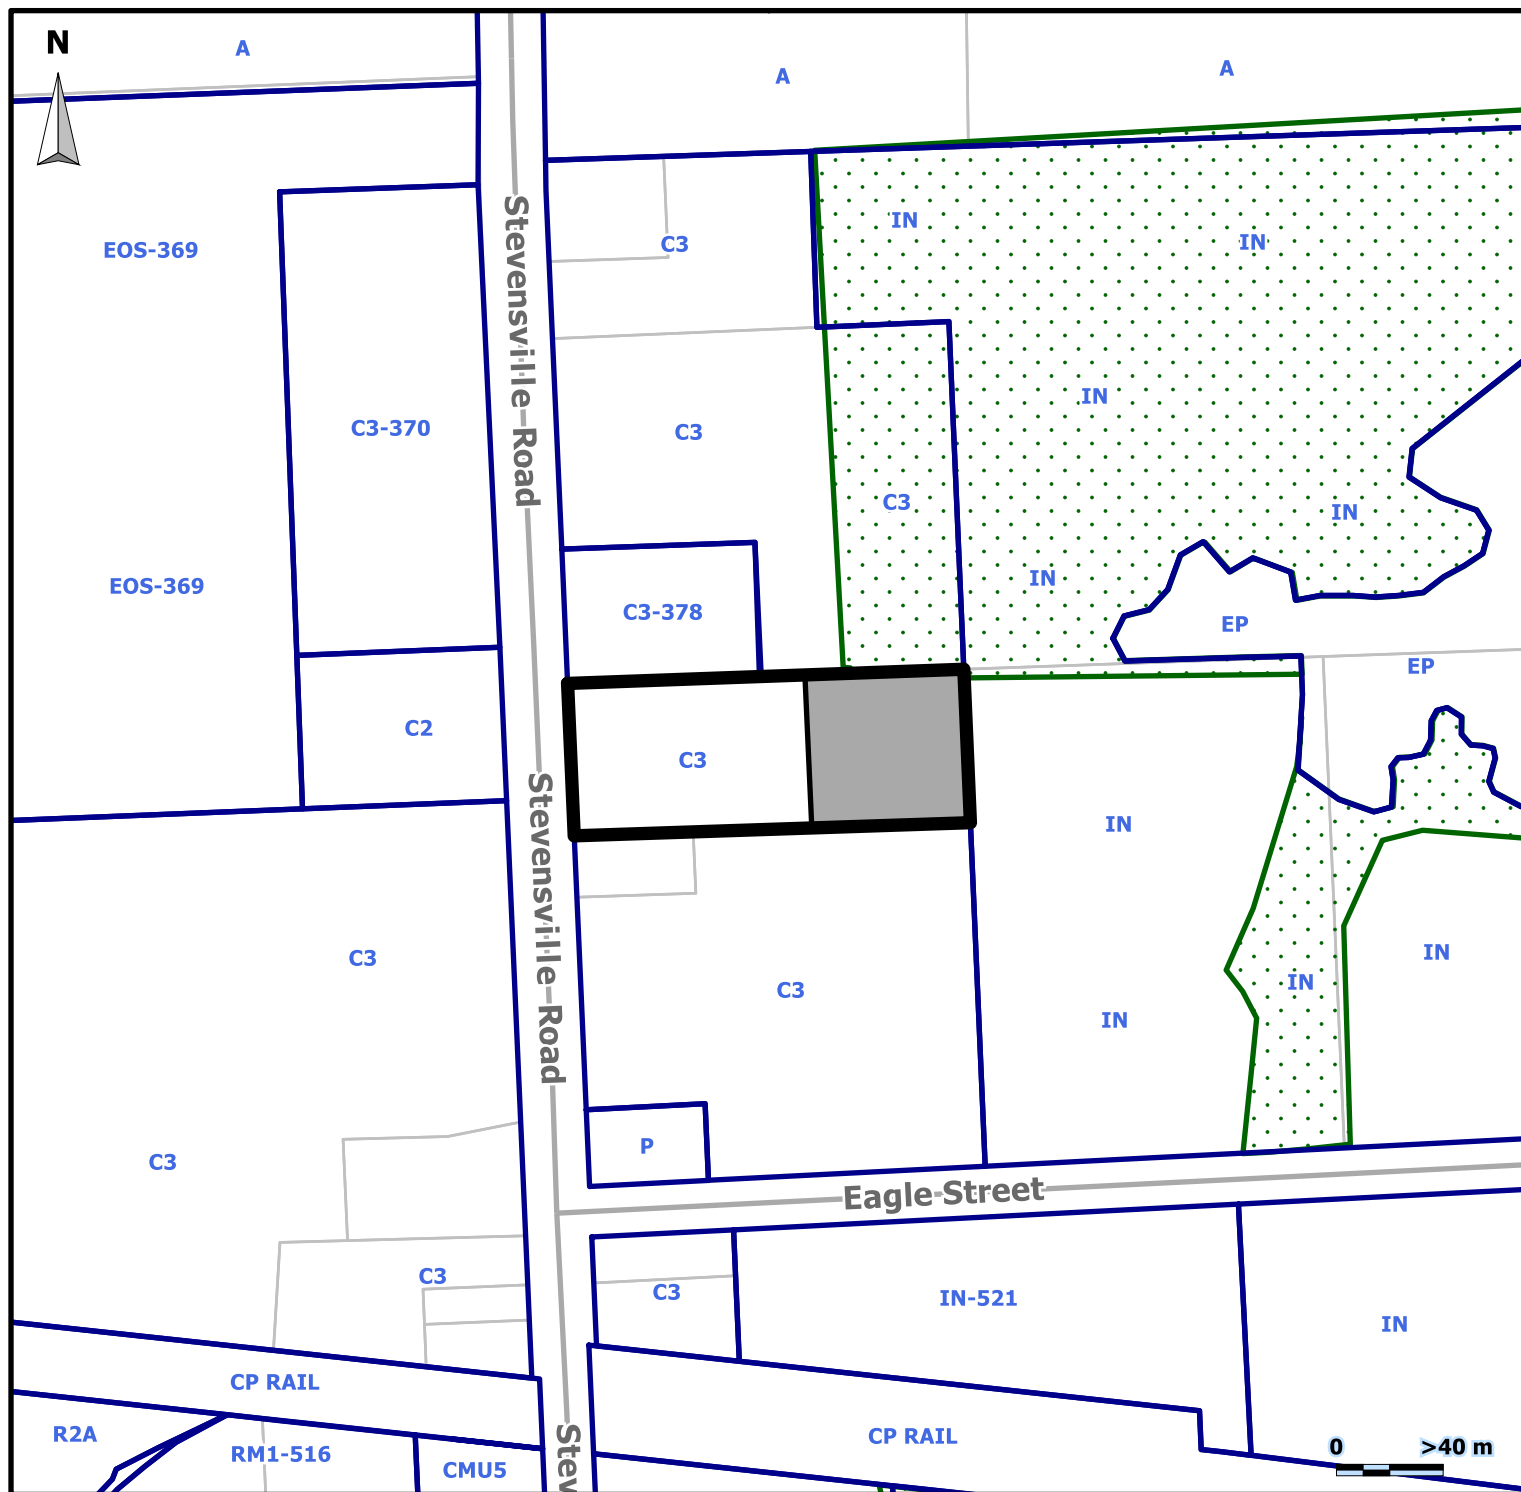 N
A
A
A
IN
IN
C3
EOS-369
IN
C3-370
C3
C3
IN
EOS-369
IN
C3-378
EP
EP
C2
C3
IN
C3
C3
IN
IN
IN
C3
P
Stevensville Road
Stevensville Road
Eagle Street
C3
C3
IN-521
IN
CP RAIL
R2A
RM1-516
CMU5
Stev
CP RAIL
0 >40 m